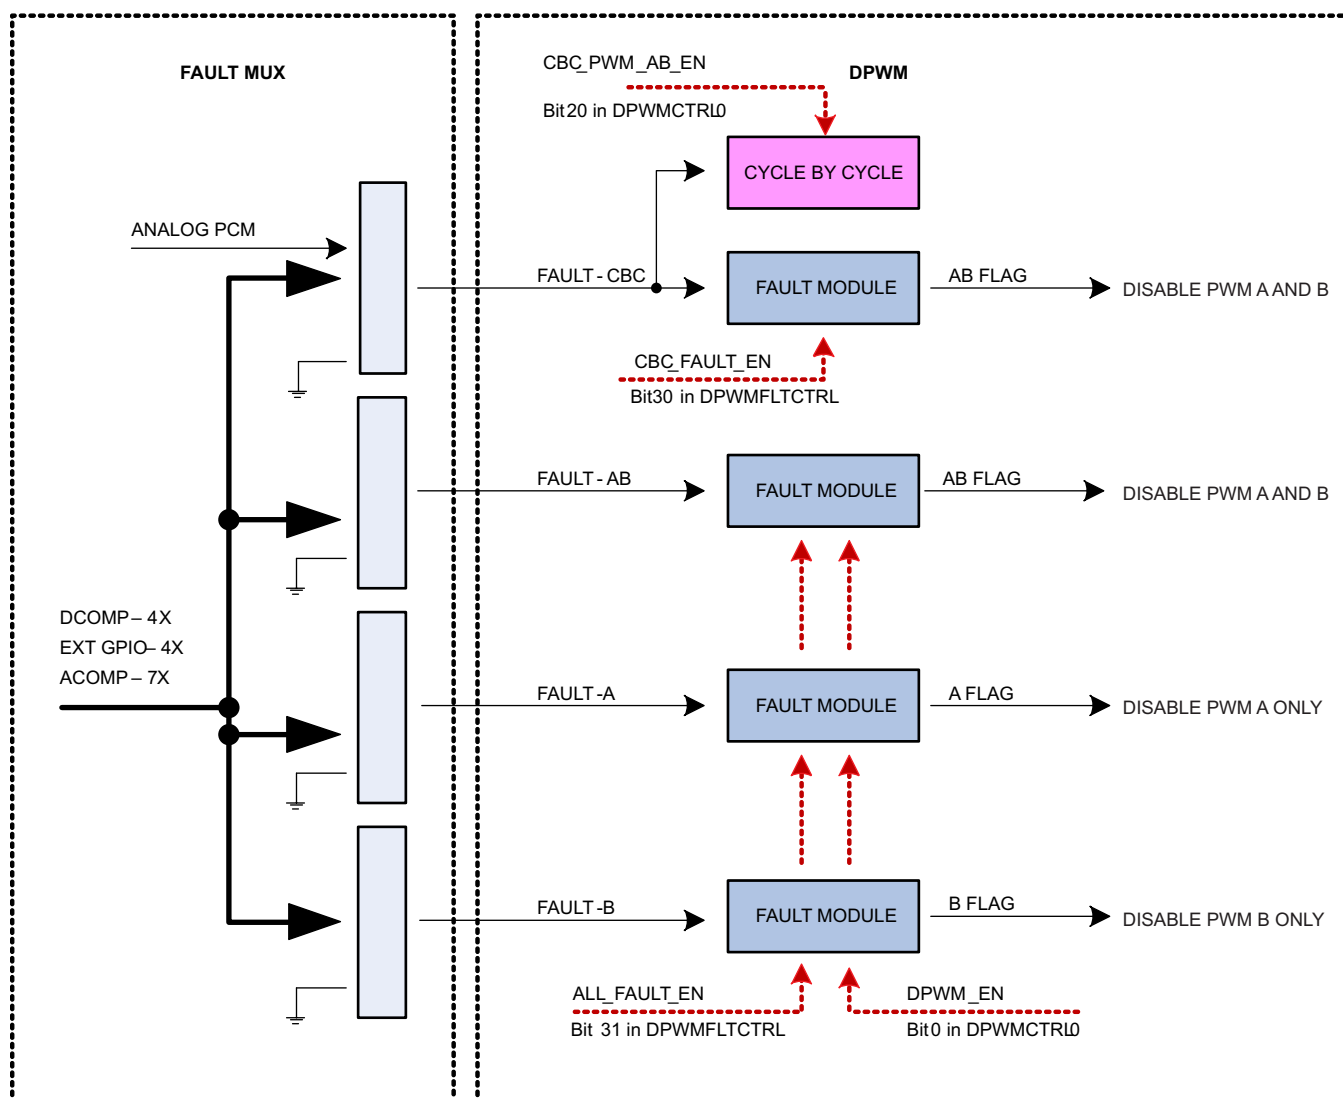 FAULT MUX
CBC_PWM_AB_EN
DPWM
Bit20 in DPWMCTRL0
CYCLE BY CYCLE
ANALOG PCM
FAULT - CBC
FAULT MODULE
AB FLAG
DISABLE PWM A AND B
CBC_FAULT_EN
Bit30 in DPWMFLTCTRL
FAULT - AB
FAULT MODULE
AB FLAG
DISABLE PWM A AND B
DCOMP – 4X
EXT GPIO – 4X
ACOMP – 7X
FAULT -A
FAULT MODULE
A FLAG
DISABLE PWM A ONLY
FAULT -B
FAULT MODULE
B FLAG
DISABLE PWM B ONLY
ALL_FAULT_EN
Bit 31 in DPWMFLTCTRL
DPWM_EN
Bit0 in DPWMCTRL0